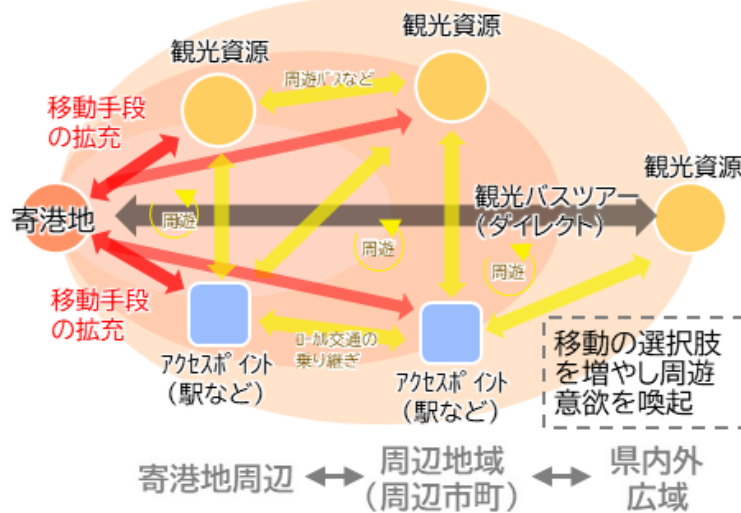 観光資源
観光資源
周遊バスなど
移動手段
の拡充
観光資源
寄港地
周遊
観光バスツアー
(ダイレクト)
周遊
周遊
移動手段
の拡充
ローカル交通の
乗り継ぎ
アクセスポイント
(駅など)
アクセスポイント
(駅など)
移動の選択肢
を増やし周遊
意欲を喚起
寄港地周辺
周辺地域
(周辺市町)
県内外
広域